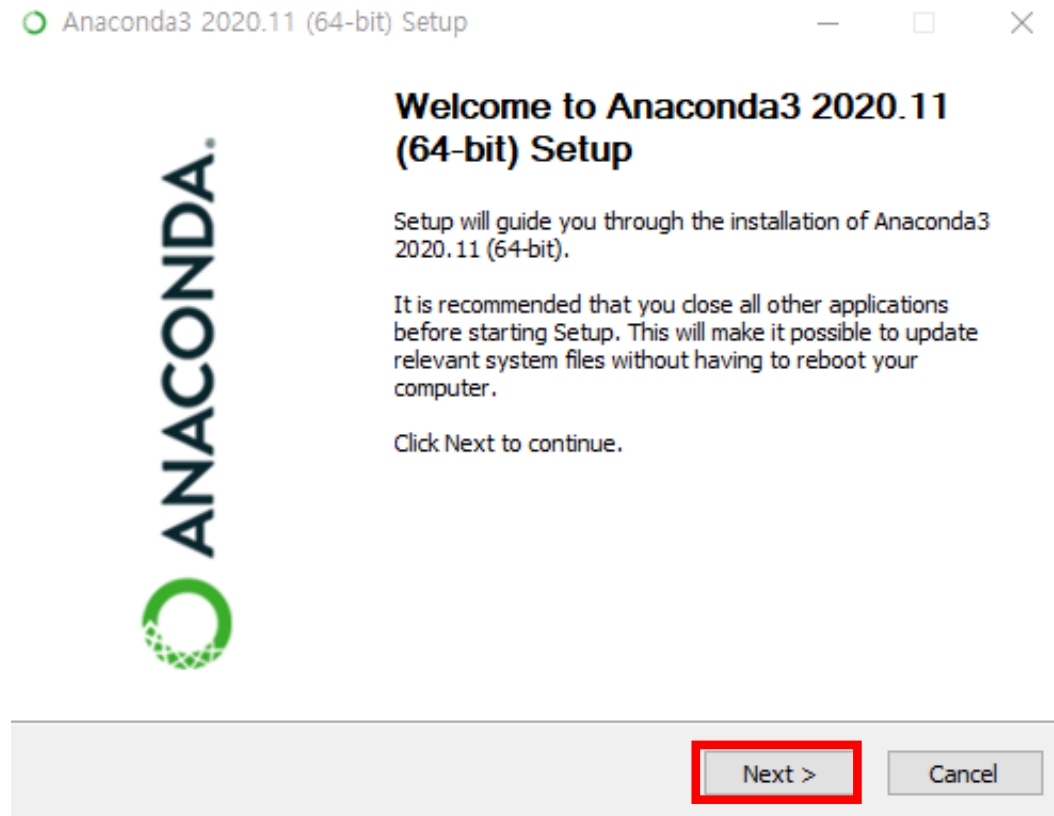 Anaconda3 2020.11 (64-bit) Setup
Welcome to Anaconda3 2020.11
(64-bit) Setup
ANACONDA.
Setup will guide you through the installation of Anaconda3
2020.11 (64-bit).
It is recommended that you close all other applications
before starting Setup. This will make it possible to update
relevant system files without having to reboot your
computer.
Click Next to continue.
Next >
Cancel